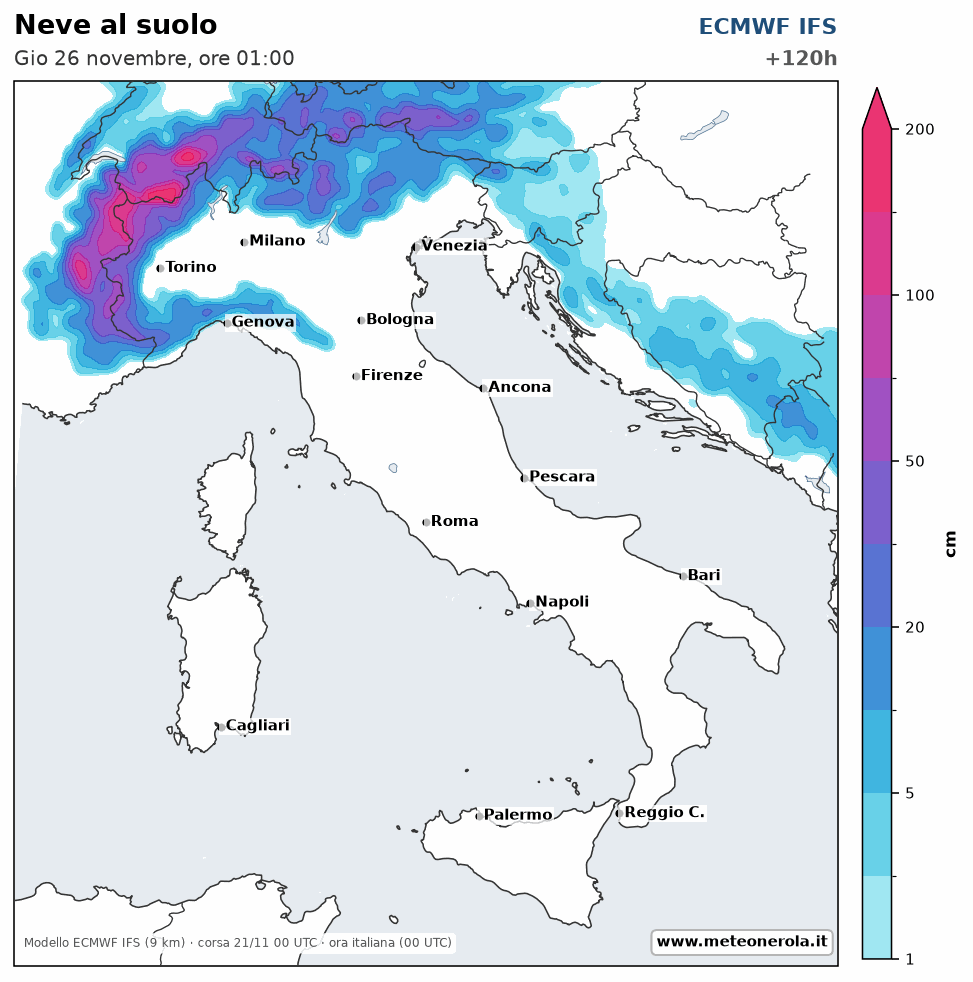 Neve al suolo
ECMWF IFS
Gio 26 novembre, ore 01:00
+120h
200
100
50
20
5
1
cm
Milano
Venezia
Torino
Genova
Bologna
Firenze
Ancona
Pescara
Roma
Bari
Napoli
Cagliari
Palermo
Reggio C.
Modello ECMWF IFS (9 km) · corsa 21/11 00 UTC · ora italiana (00 UTC)
www.meteonerola.it